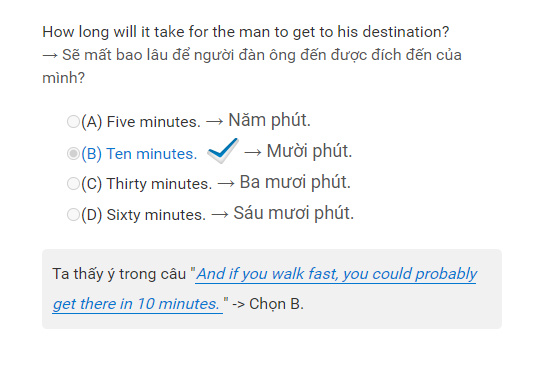 How long will it take for the man to get to his destination?
→ Sẽ mất bao lâu để người đàn ông đến được đích đến của
mình?
(A) Five minutes. → Năm phút.
(B) Ten minutes. → Mười phút.
(C) Thirty minutes. → Ba mươi phút.
(D) Sixty minutes. → Sáu mươi phút.
Ta thấy ý trong câu "And if you walk fast, you could probably
get there in 10 minutes. " -> Chọn B.